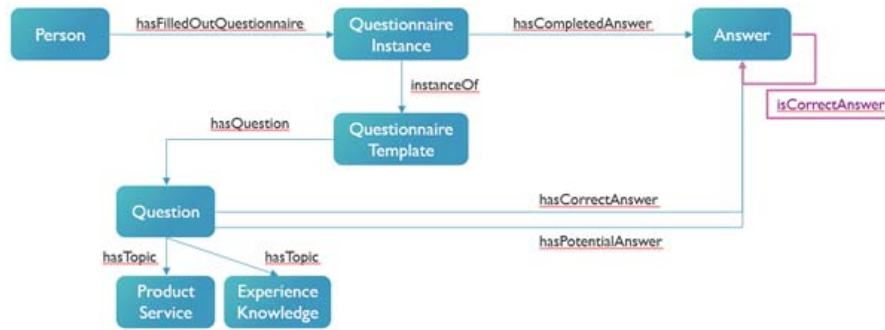 Person
hasFilledOutQuestionnaire
Questionnaire
Instance
hasCompletedAnswer
Answer
instanceOf
isCorrectAnswer
hasQuestion
Questionnaire
Template
Question
hasCorrectAnswer
hasPotentialAnswer
hasTopic
hasTopic
Product
Service
Experience
Knowledge